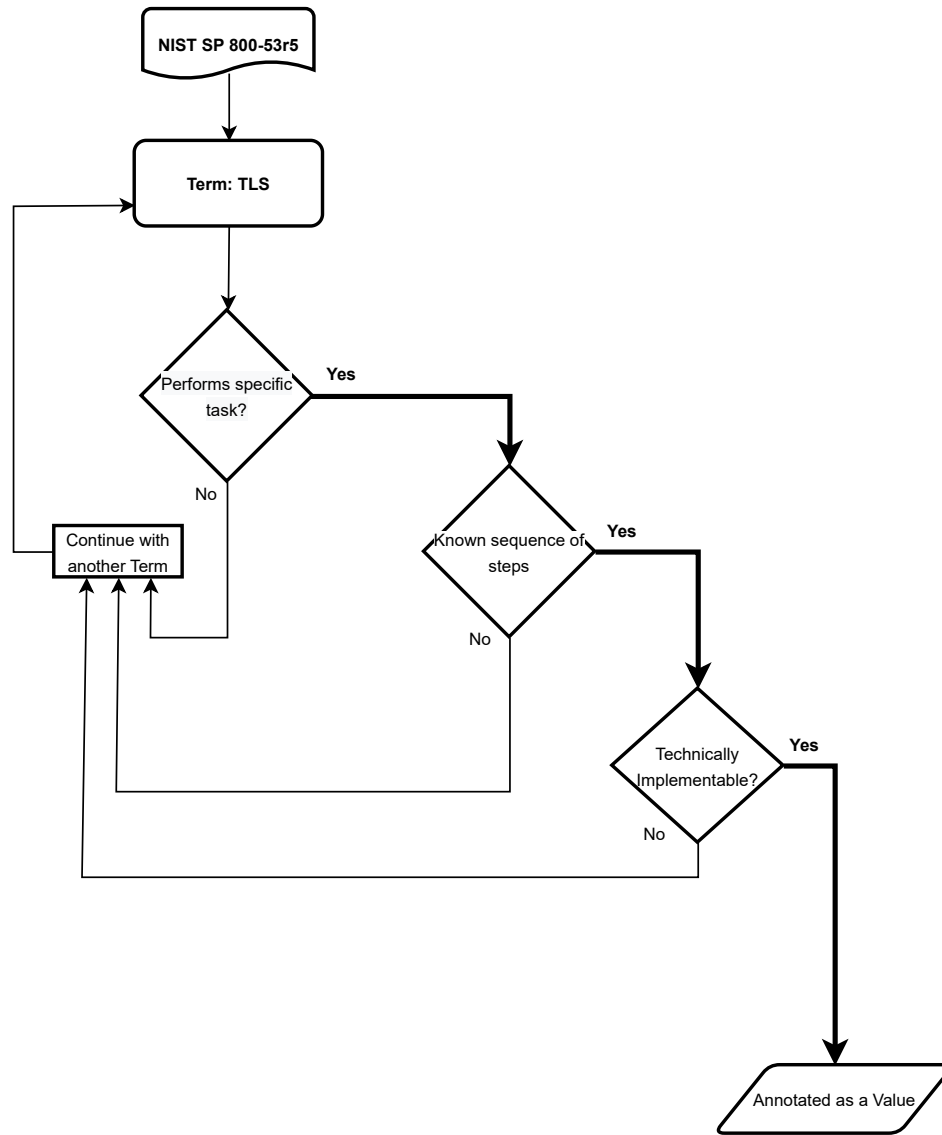 NIST SP 800-53r5
Term: TLS
Performs specific
task?
Yes
No
Continue with
another Term
Known sequence of
steps
Yes
No
Technically
Implementable?
Yes
No
Annotated as a Value